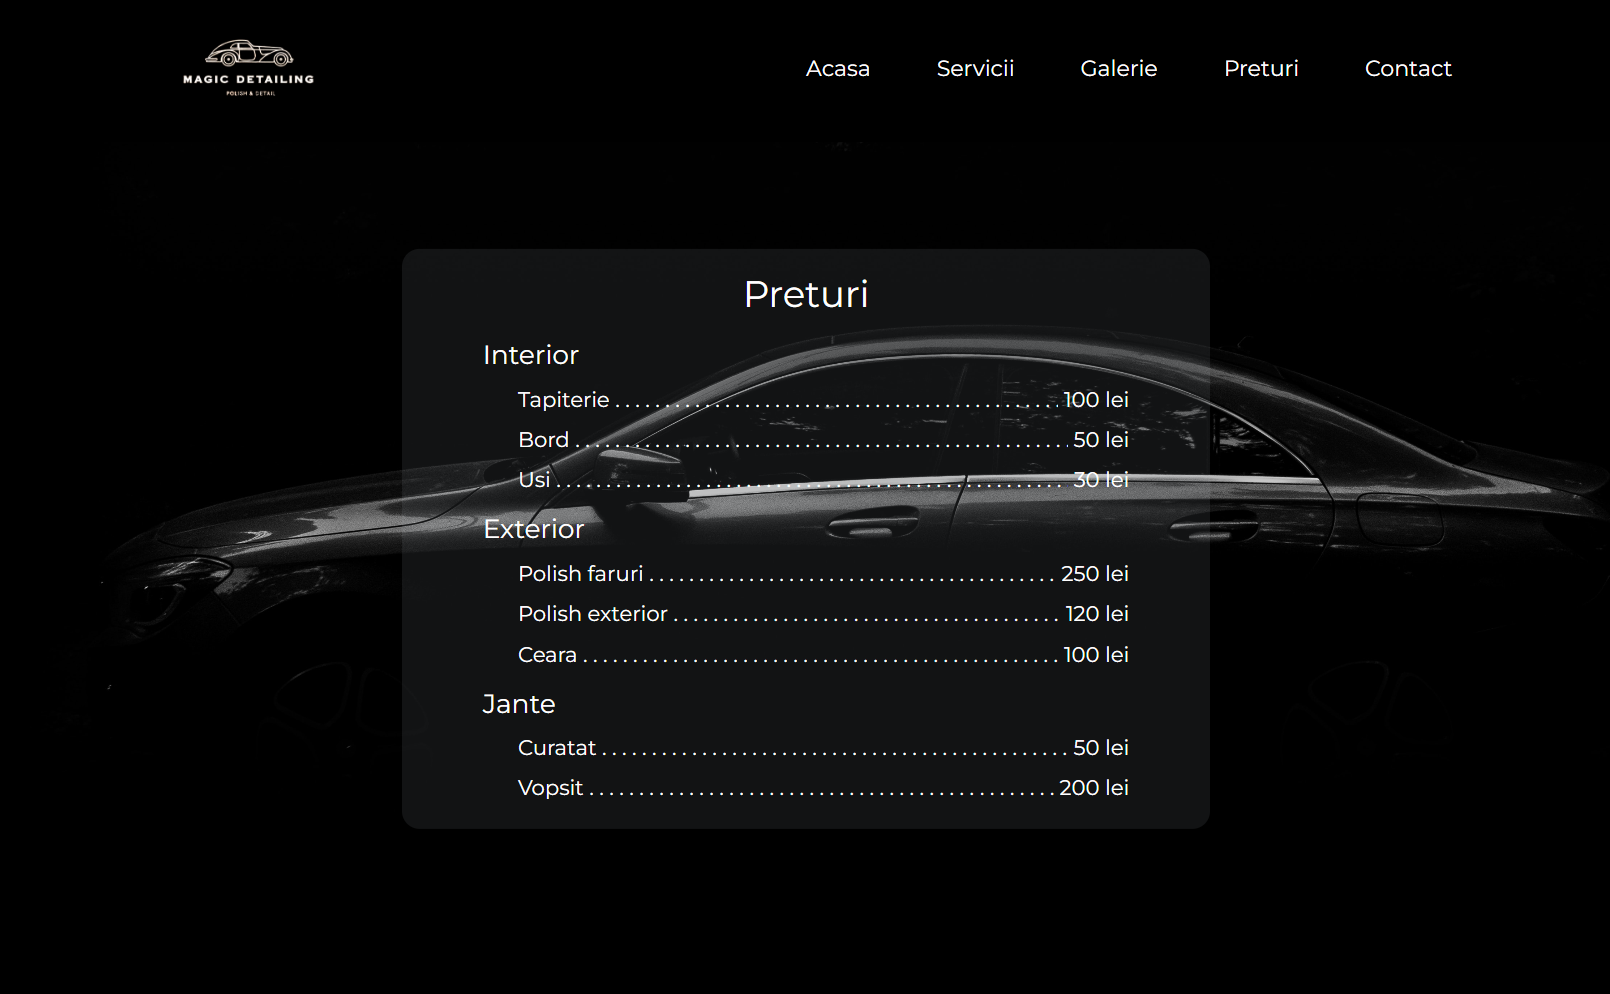 MAGIC DETAILING
POLISH & DETAIL
Acasa Servicii Galerie Preturi Contact
Preturi
Interior
Tapiterie . . . . . . . . . . . . . . . . . . . . . . . . . . . . . . . . . . . . . . . . . . . . . 100 lei
Bord . . . . . . . . . . . . . . . . . . . . . . . . . . . . . . . . . . . . . . . . . . . . . . . . . . 50 lei
Usi . . . . . . . . . . . . . . . . . . . . . . . . . . . . . . . . . . . . . . . . . . . . . . . . . . . 30 lei
Exterior
Polish faruri . . . . . . . . . . . . . . . . . . . . . . . . . . . . . . . . . . . . . . . . . 250 lei
Polish exterior . . . . . . . . . . . . . . . . . . . . . . . . . . . . . . . . . . . . . . . 120 lei
Ceara . . . . . . . . . . . . . . . . . . . . . . . . . . . . . . . . . . . . . . . . . . . . . . . . 100 lei
Jante
Curatat . . . . . . . . . . . . . . . . . . . . . . . . . . . . . . . . . . . . . . . . . . . . . . . 50 lei
Vopsit . . . . . . . . . . . . . . . . . . . . . . . . . . . . . . . . . . . . . . . . . . . . . . . 200 lei